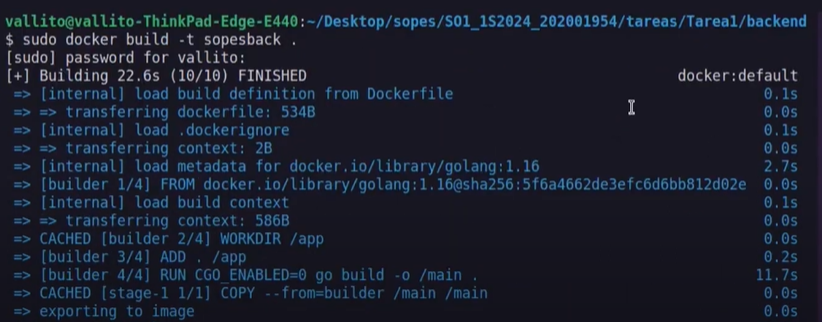 vallito@vallito-ThinkPad-Edge-E440:~/Desktop/sopes/SO1_1S2024_202001954/tareas/Tarea1/backend
$ sudo docker build -t sopesback .
[sudo] password for vallito:
[+] Building 22.6s (10/10) FINISHED docker:default
=> [internal] load build definition from Dockerfile 0.1s
=> => transferring dockerfile: 534B 0.0s
=> [internal] load .dockerignore 0.1s
=> => transferring context: 2B 0.0s
=> [internal] load metadata for docker.io/library/golang:1.16 2.7s
=> [builder 1/4] FROM docker.io/library/golang:1.16@sha256:5f6a4662de3efc6d6bb812d02e 0.0s
=> [internal] load build context 0.1s
=> => transferring context: 586B 0.0s
=> CACHED [builder 2/4] WORKDIR /app 0.0s
=> [builder 3/4] ADD . /app 0.2s
=> [builder 4/4] RUN CGO_ENABLED=0 go build -o /main . 11.7s
=> CACHED [stage-1 1/1] COPY --from=builder /main /main 0.0s
=> exporting to image 0.0s